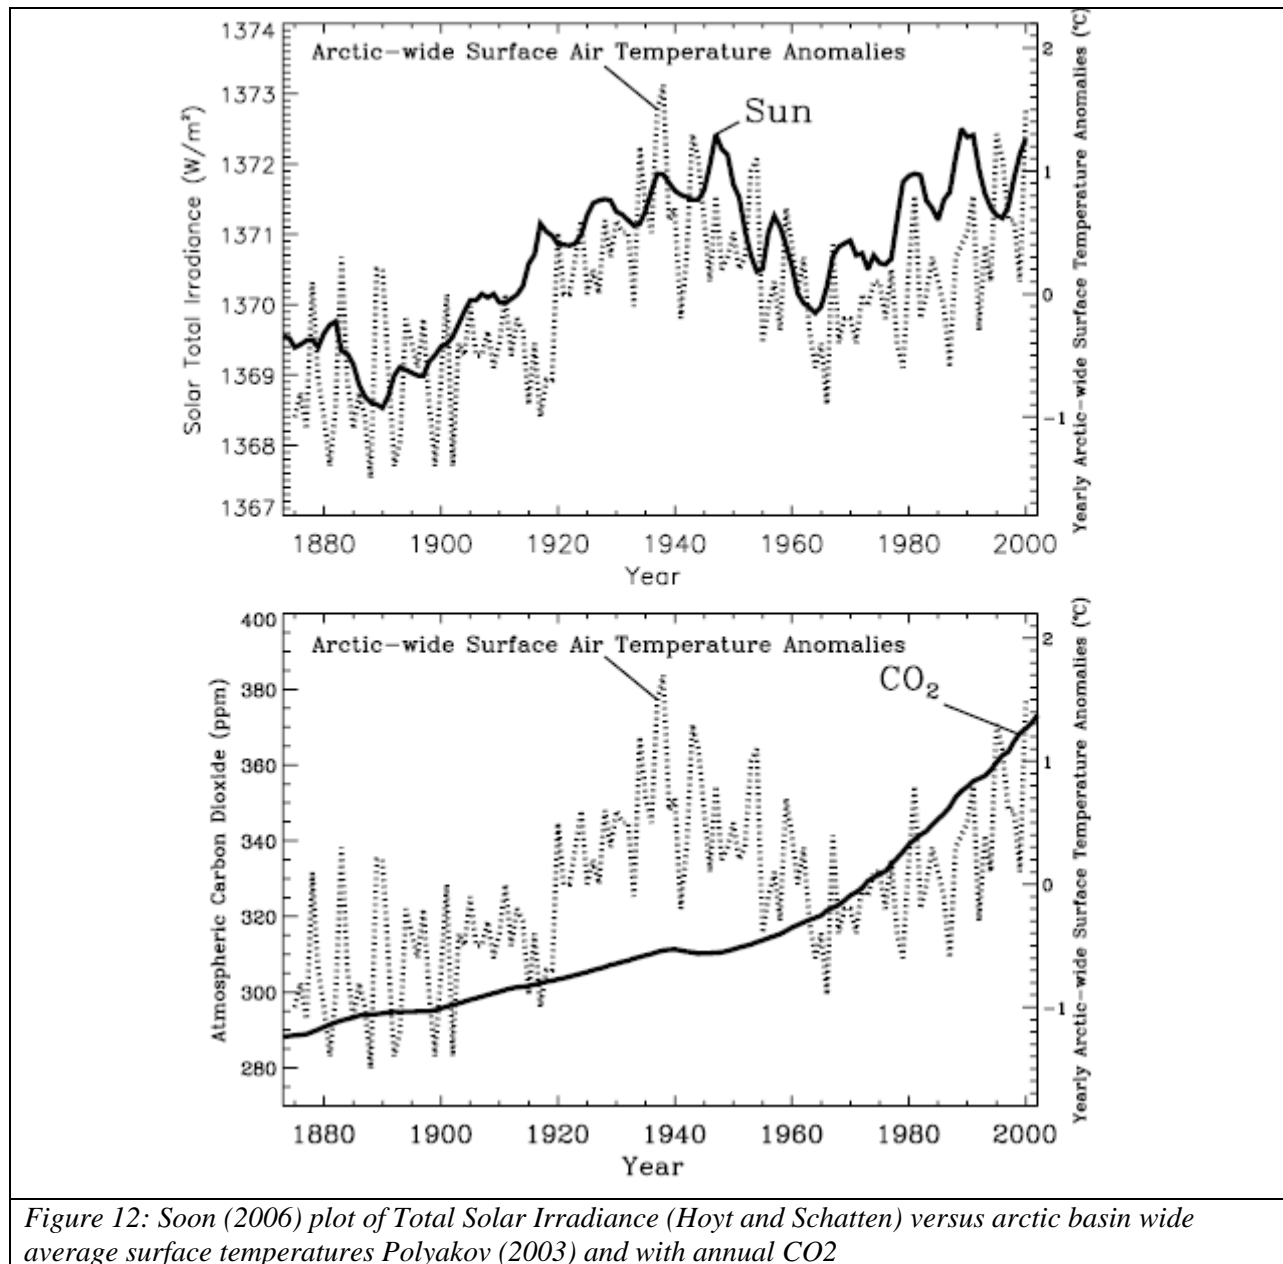 Arctic-wide Surface Air Temperature Anomalies
Sun
Solar Total Irradiance (W/m²)
1374
1373
1372
1371
1370
1369
1368
1367
2
1
0
-1
Yearly Arctic-wide Surface Temperature Anomalies (°C)
1880 1900 1920 1940 1960 1980 2000
Year
Arctic-wide Surface Air Temperature Anomalies
CO₂
Atmospheric Carbon Dioxide (ppm)
400
380
360
340
320
300
280
2
1
0
-1
Yearly Arctic-wide Surface Temperature Anomalies (°C)
1880 1900 1920 1940 1960 1980 2000
Year
Figure 12: Soon (2006) plot of Total Solar Irradiance (Hoyt and Schatten) versus arctic basin wide
average surface temperatures Polyakov (2003) and with annual CO2